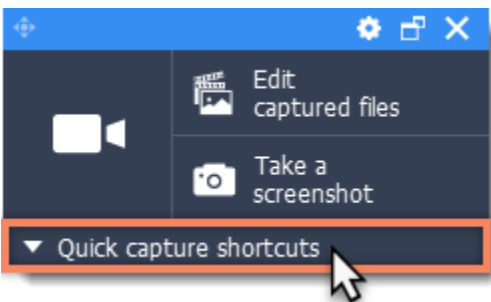 Edit
captured files
Take a
screenshot
Quick capture shortcuts